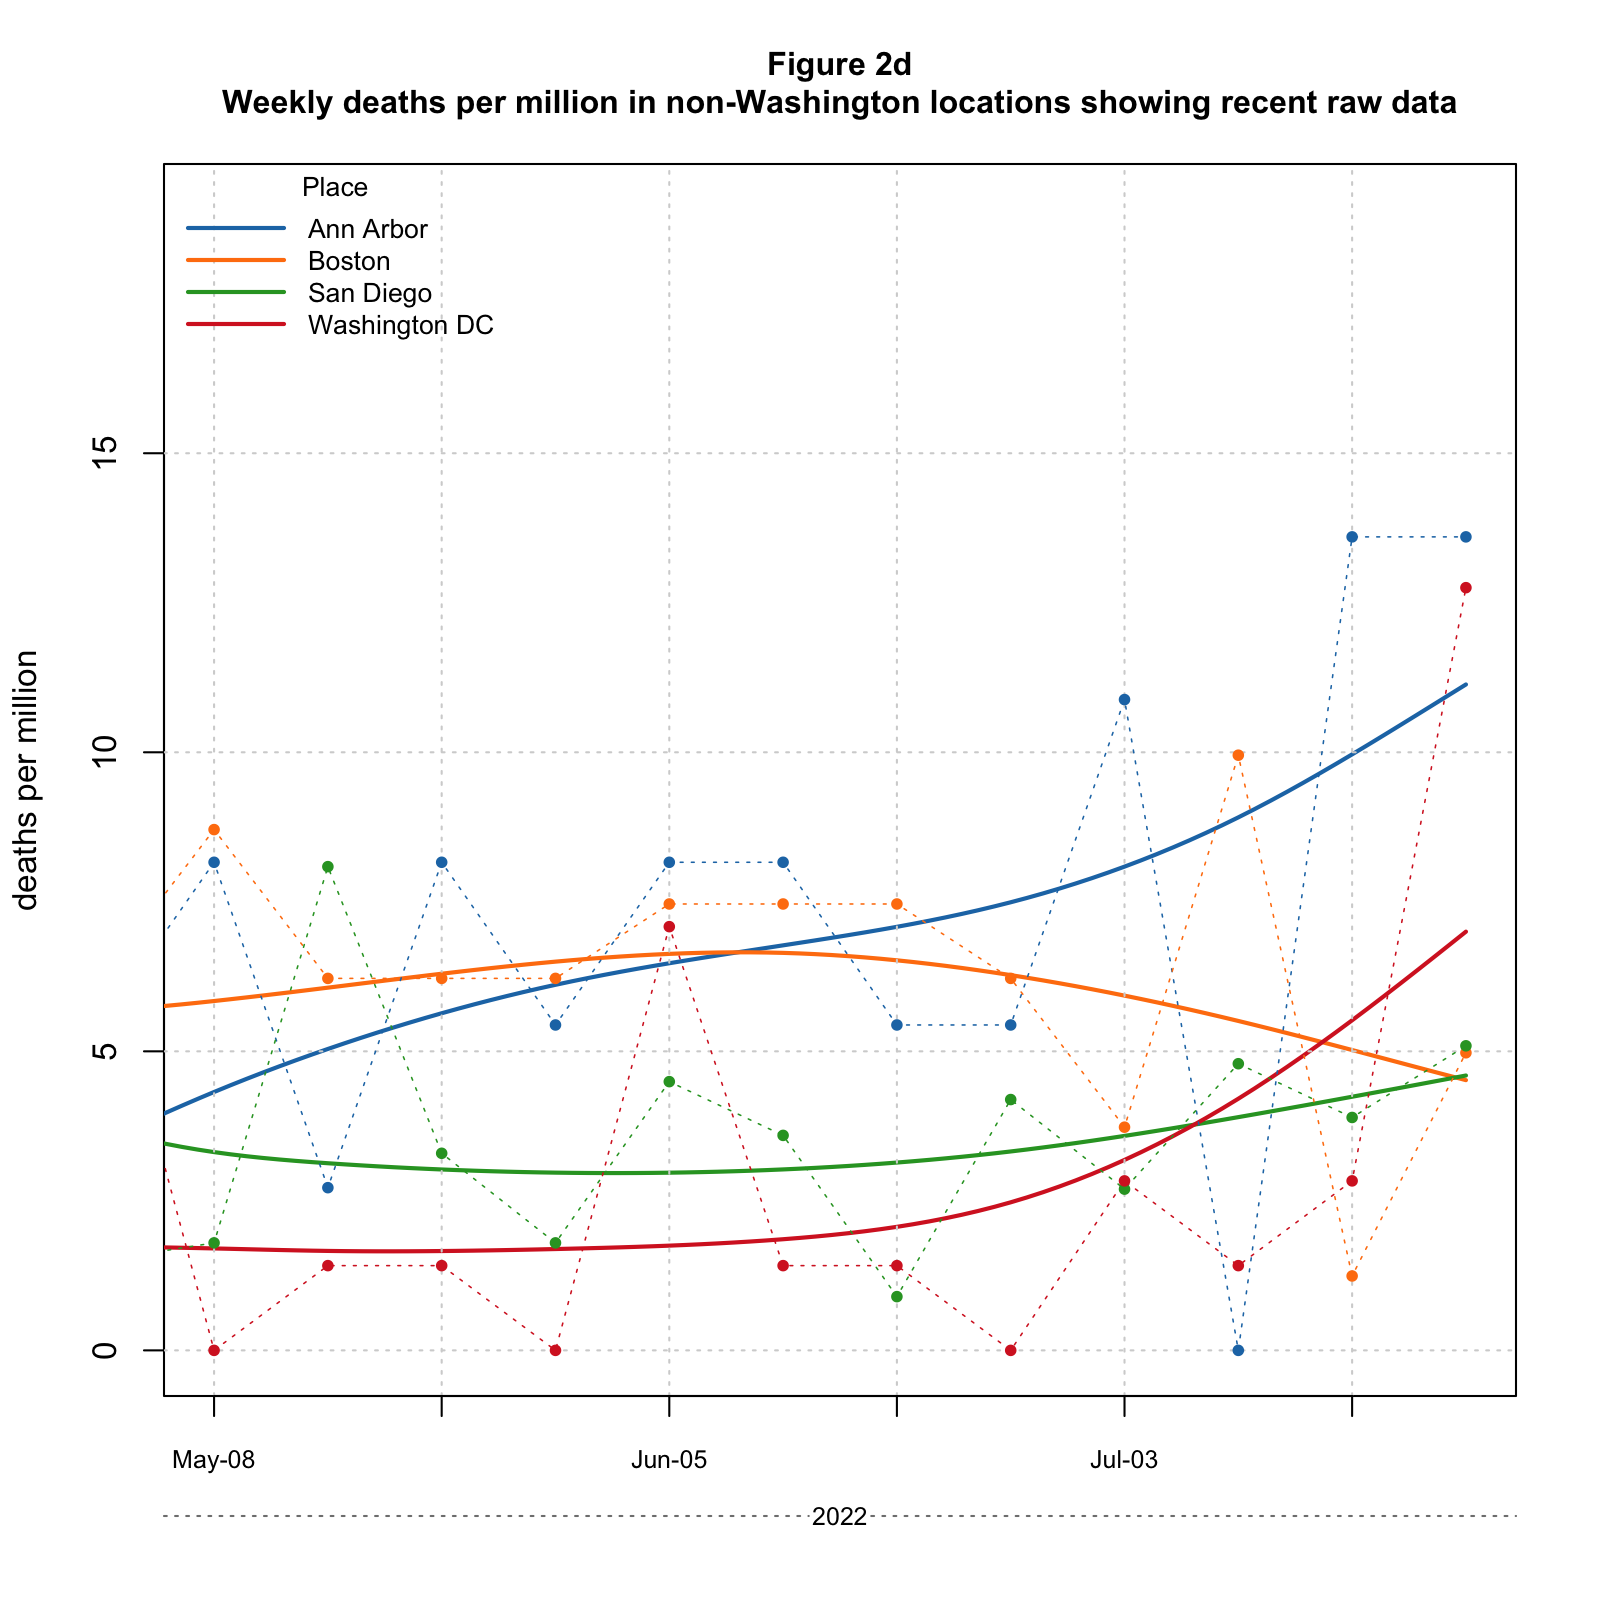 Figure 2d
Weekly deaths per million in non-Washington locations showing recent raw data
Place
Ann Arbor
Boston
San Diego
Washington DC
deaths per million
15
10
5
0
May-08
Jun-05
Jul-03
2022